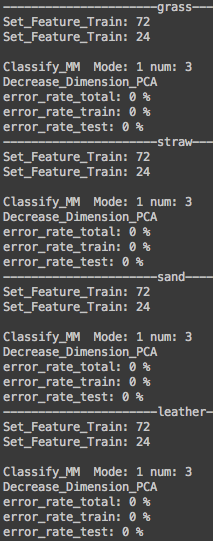 ----------------------grass----
Set_Feature_Train: 72
Set_Feature_Train: 24
Classify_MM  Mode: 1 num: 3
Decrease_Dimension_PCA
error_rate_total: 0 %
error_rate_train: 0 %
error_rate_test: 0 %
----------------------straw----
Set_Feature_Train: 72
Set_Feature_Train: 24
Classify_MM  Mode: 1 num: 3
Decrease_Dimension_PCA
error_rate_total: 0 %
error_rate_train: 0 %
error_rate_test: 0 %
----------------------sand----
Set_Feature_Train: 72
Set_Feature_Train: 24
Classify_MM  Mode: 1 num: 3
Decrease_Dimension_PCA
error_rate_total: 0 %
error_rate_train: 0 %
error_rate_test: 0 %
----------------------leather-
Set_Feature_Train: 72
Set_Feature_Train: 24
Classify_MM  Mode: 1 num: 3
Decrease_Dimension_PCA
error_rate_total: 0 %
error_rate_train: 0 %
error_rate_test: 0 %